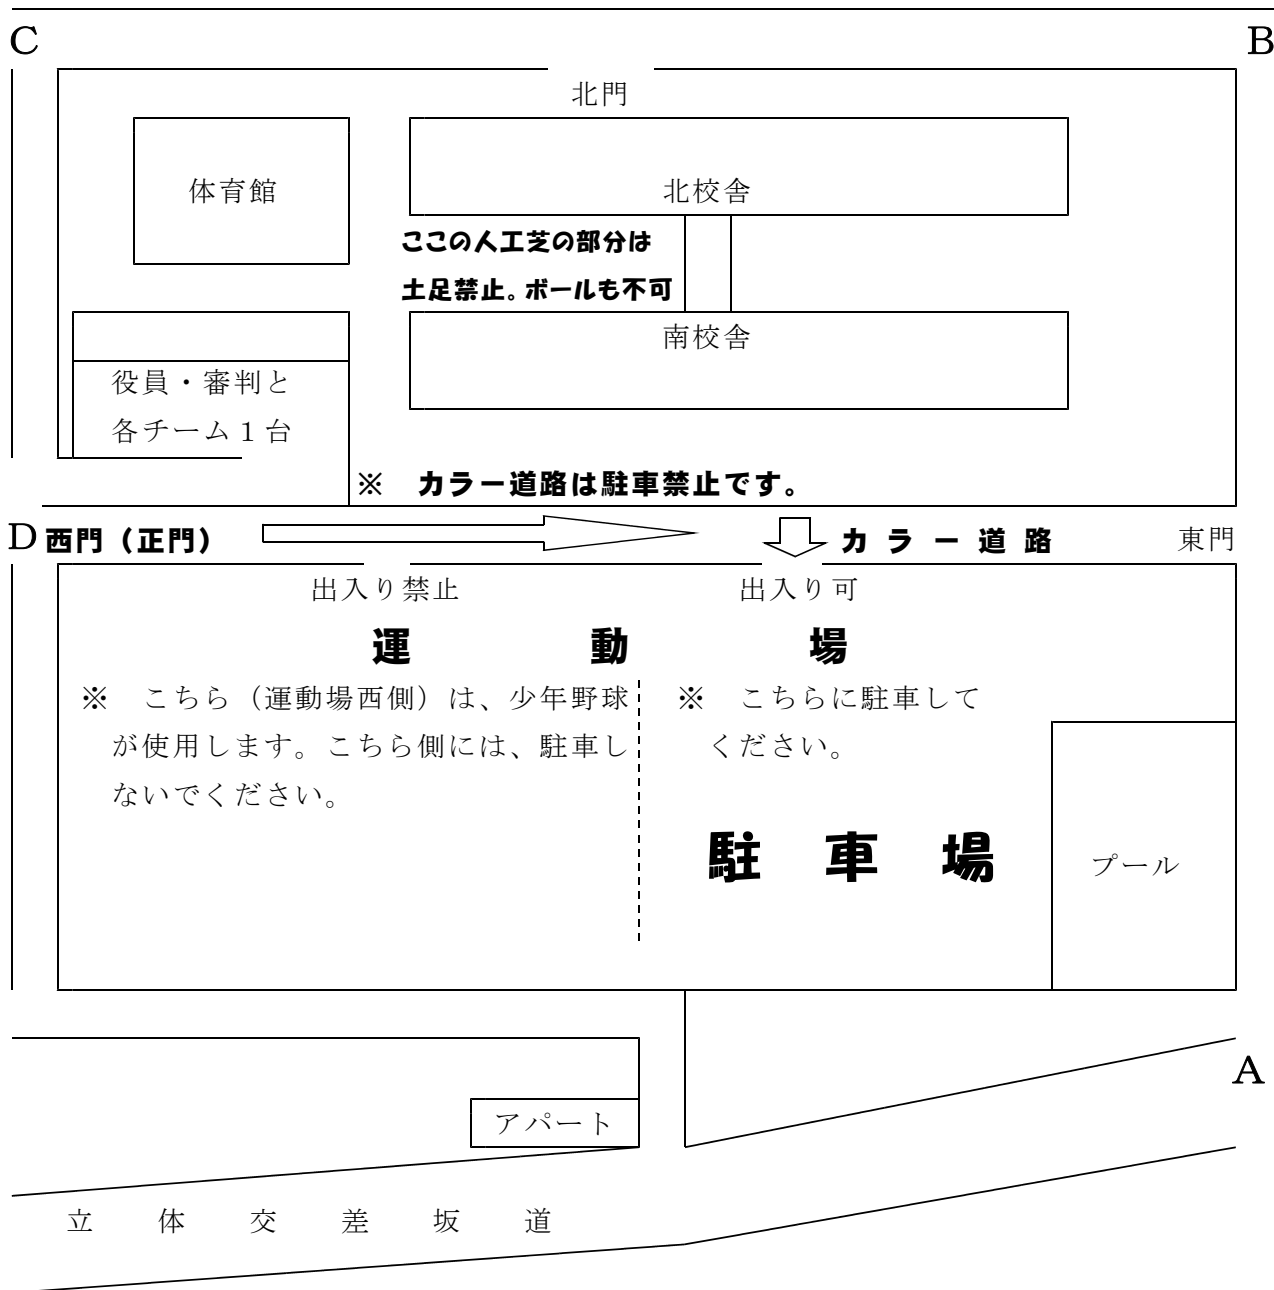 C
B
北門
体育館
北校舎
ここの人工芝の部分は
土足禁止。ボールも不可
南校舎
役員・審判と
各チーム１台
※　カラー道路は駐車禁止です。
D 西門（正門）
カラー道路
東門
出入り禁止
出入り可
運動場
※　こちら（運動場西側）は、少年野球
が使用します。こちら側には、駐車し
ないでください。
※　こちらに駐車して
ください。
駐車場
プール
A
アパート
立体交差坂道